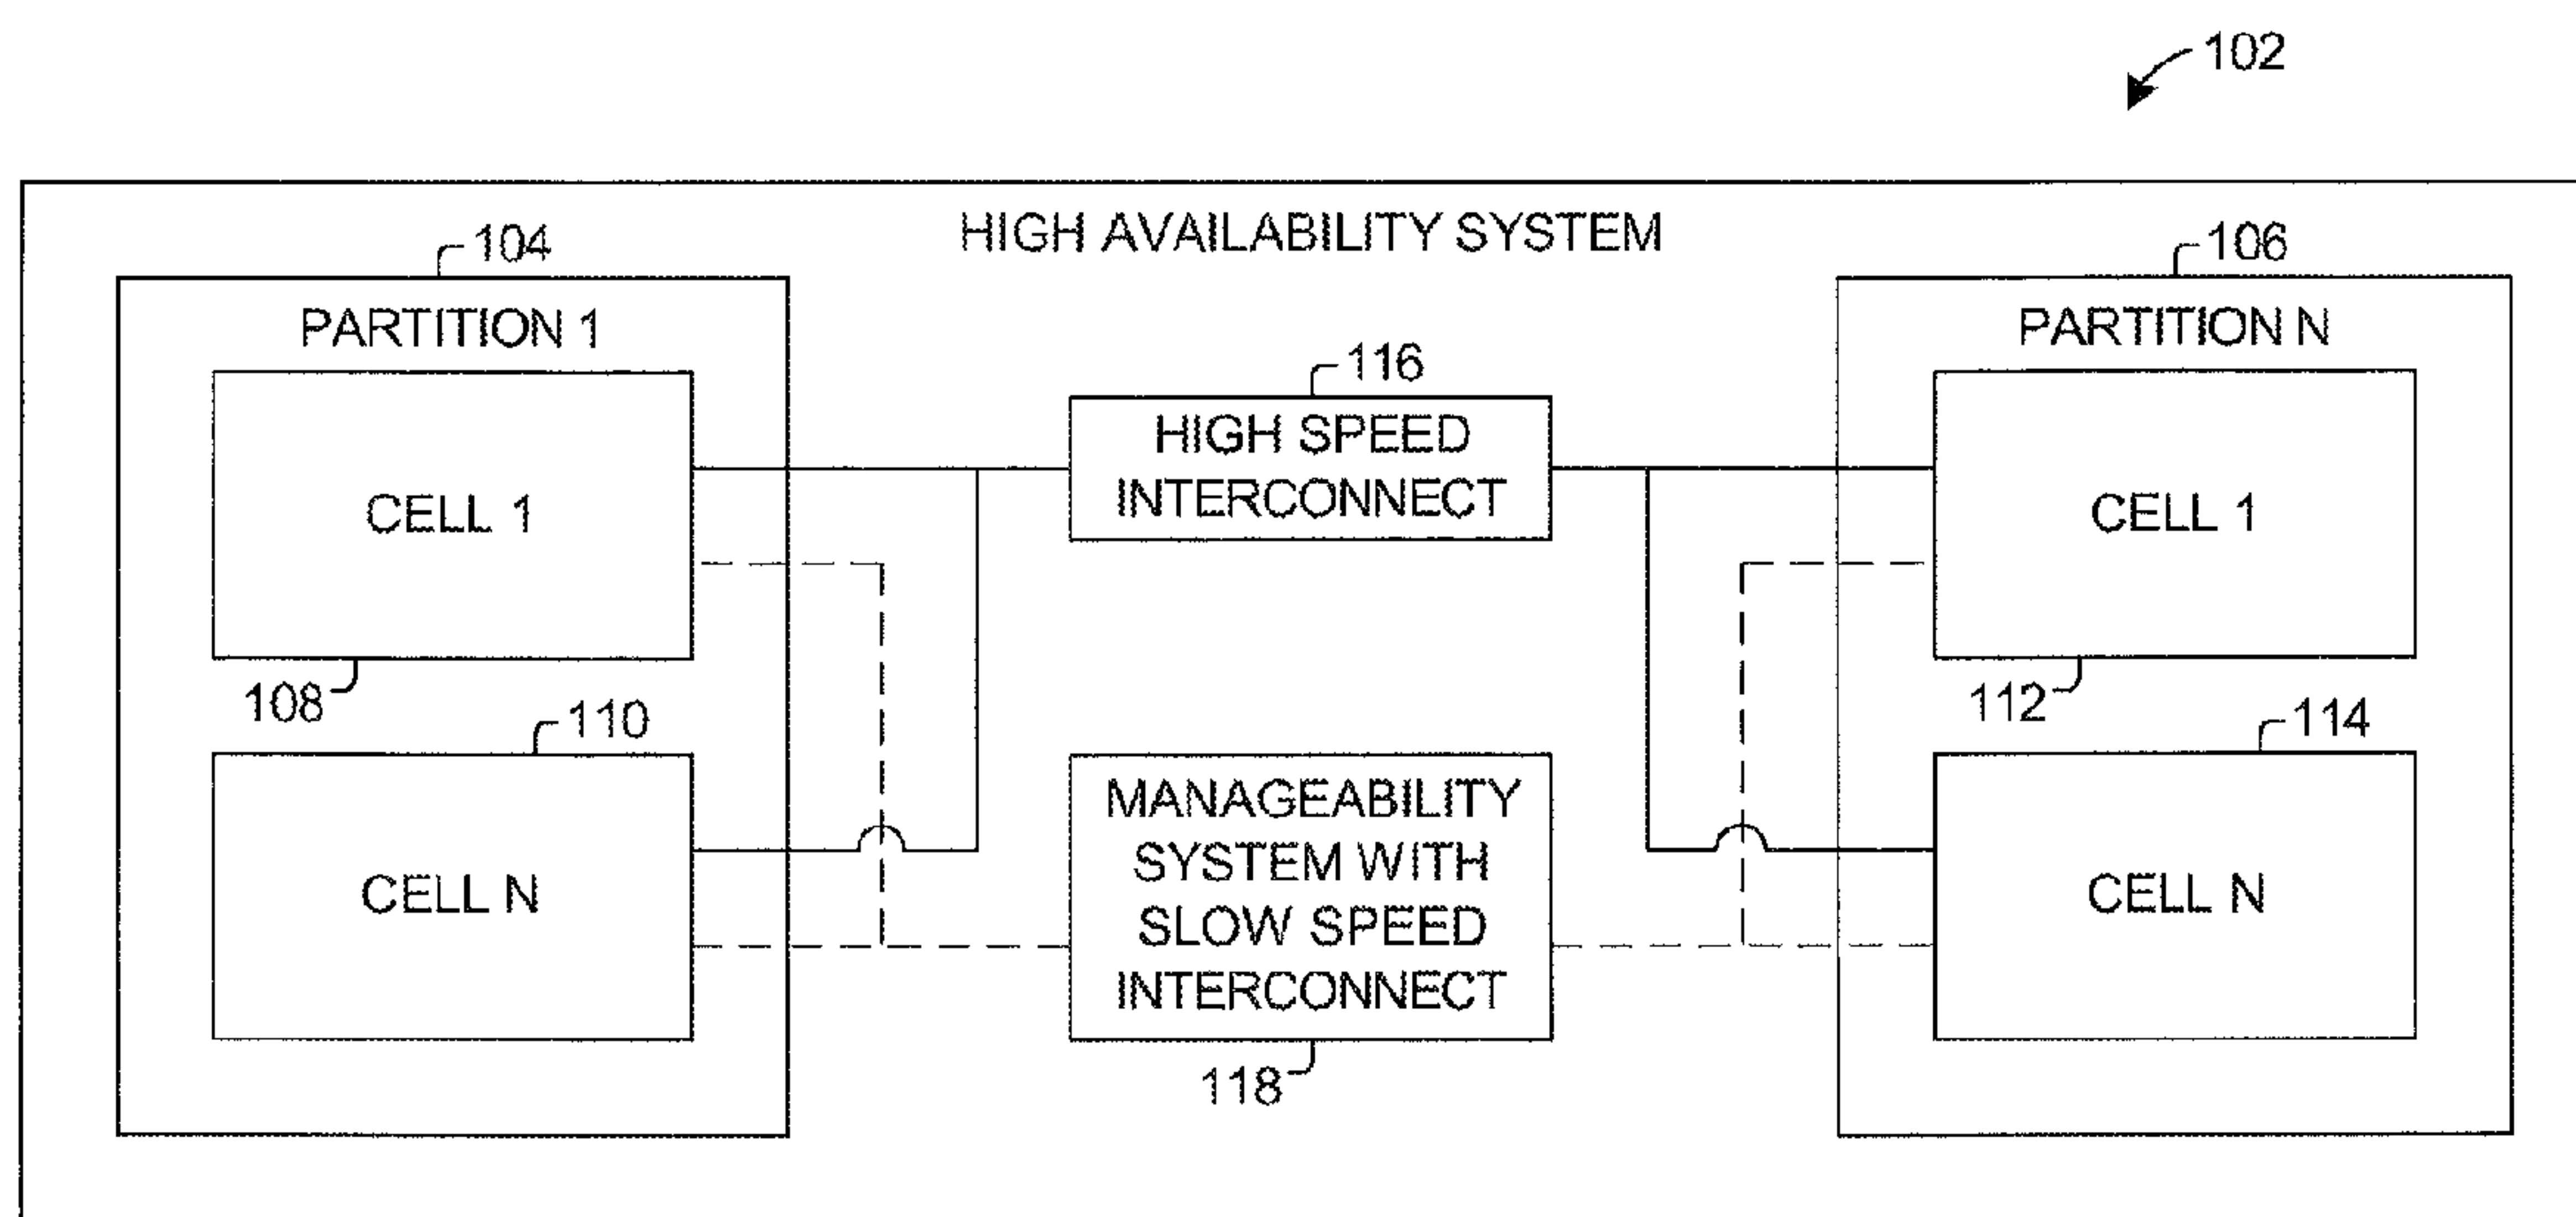 102
HIGH AVAILABILITY SYSTEM
104
106
PARTITION 1
PARTITION N
116
HIGH SPEED
INTERCONNECT
CELL 1
CELL 1
108
112
110
114
MANAGEABILITY
SYSTEM WITH
SLOW SPEED
INTERCONNECT
CELL N
CELL N
118